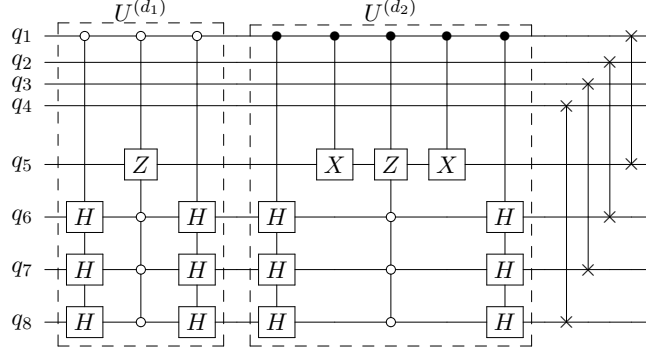 U^(d₁) U^(d₂)
q₁
q₂
q₃
q₄
q₅ Z X Z X
q₆ H H H H
q₇ H H H H
q₈ H H H H